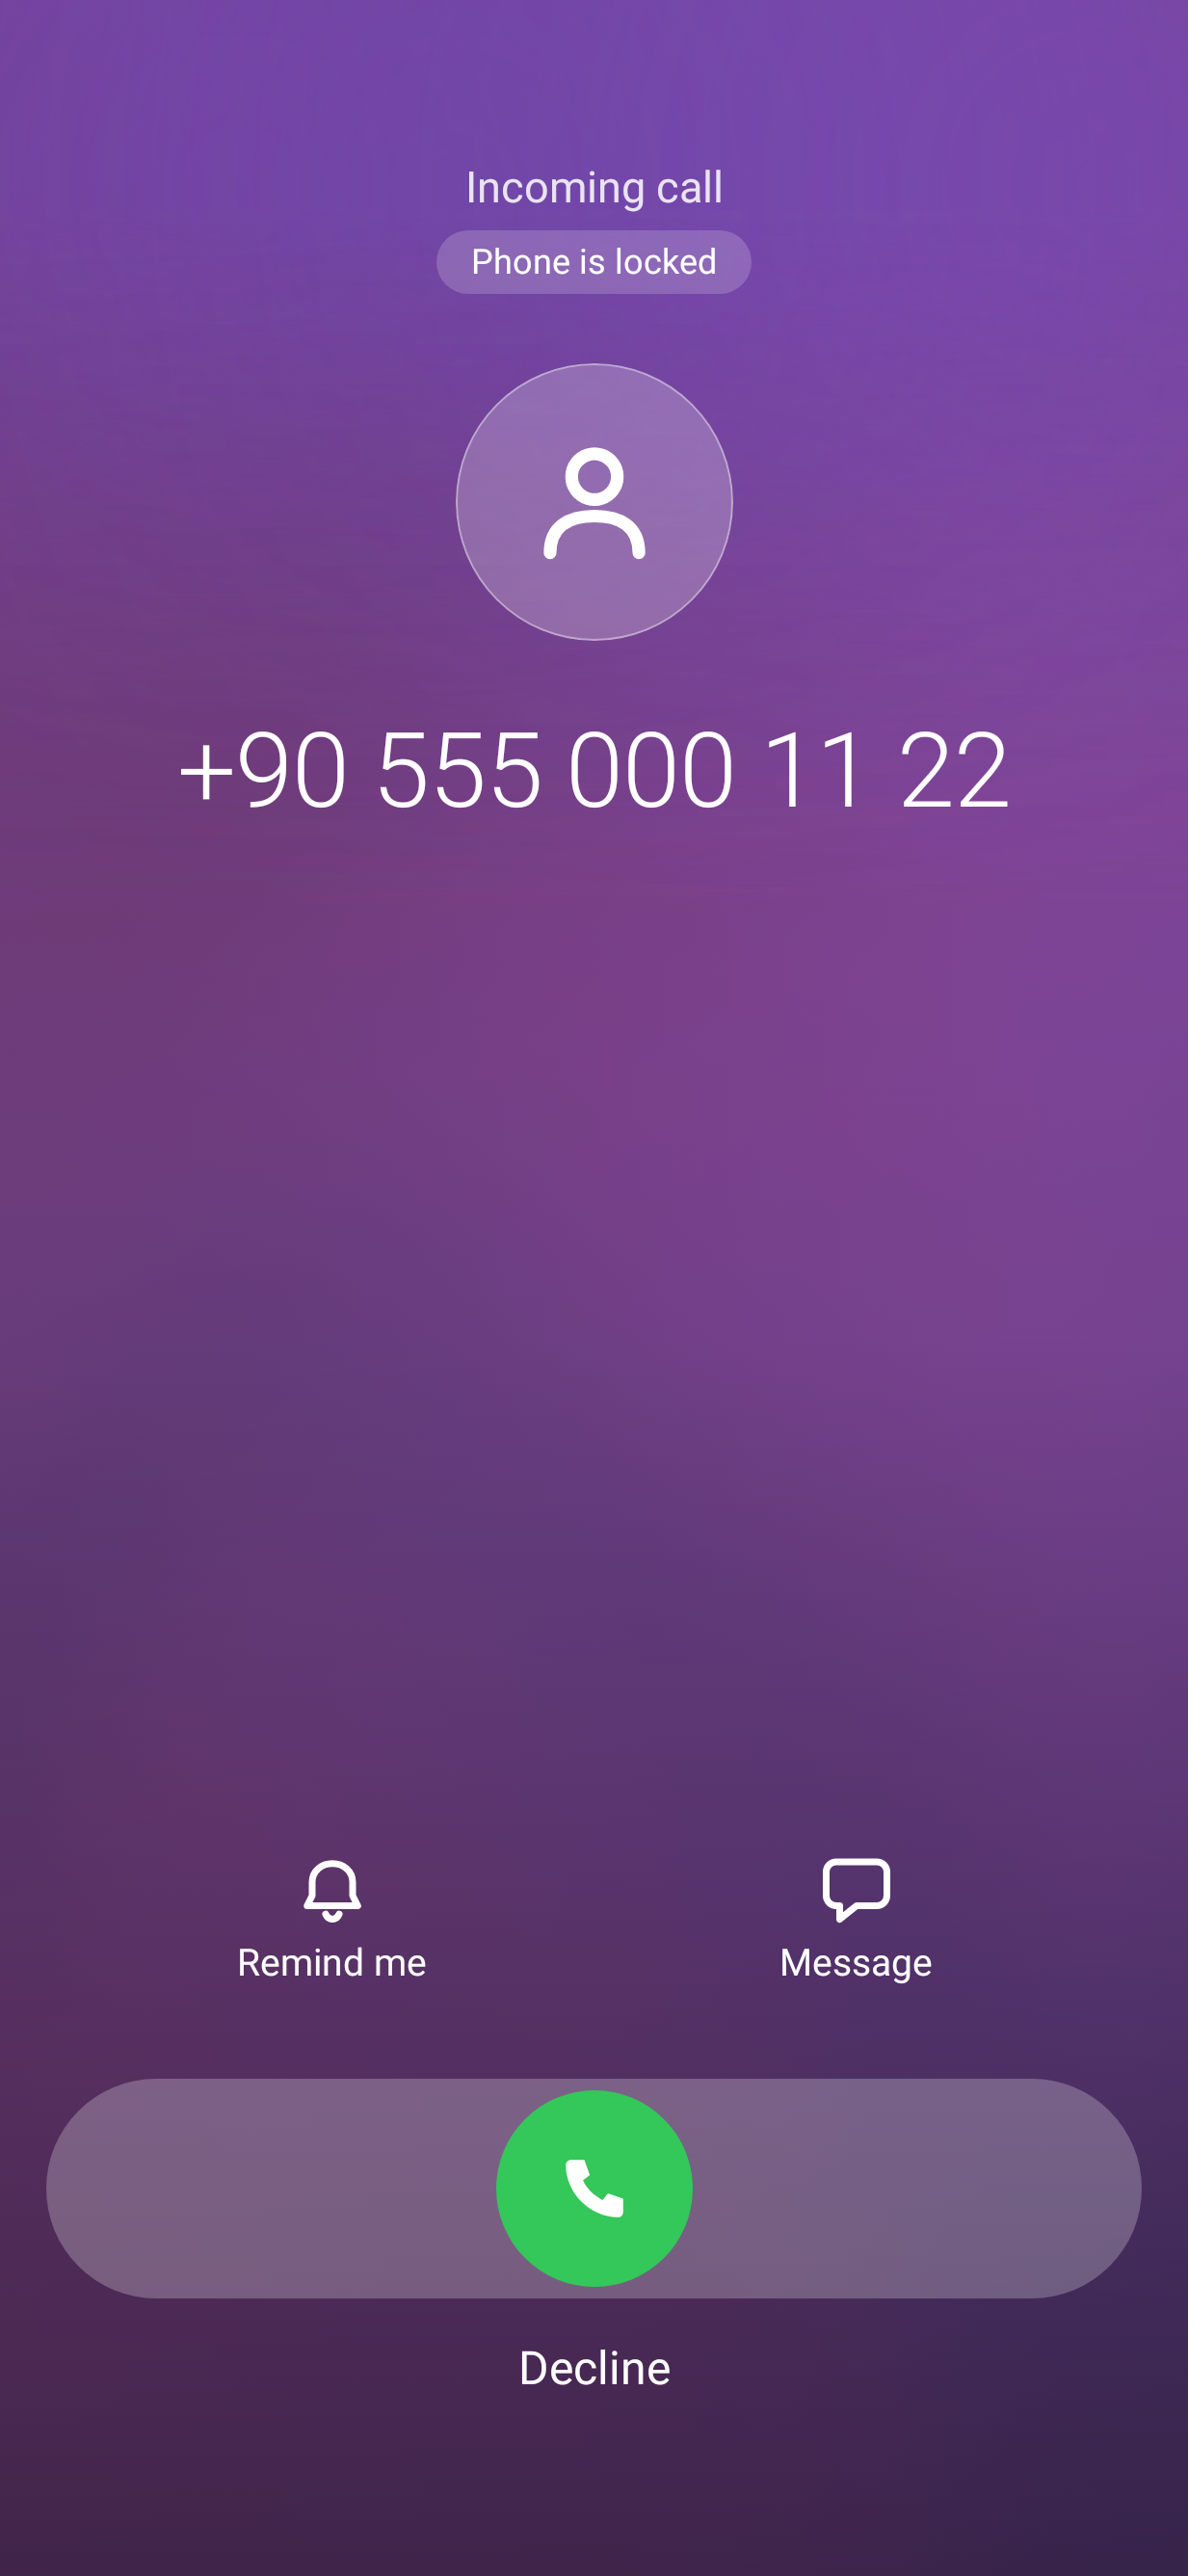 Incoming call
Phone is locked
+90 555 000 11 22
Remind me
Message
Decline